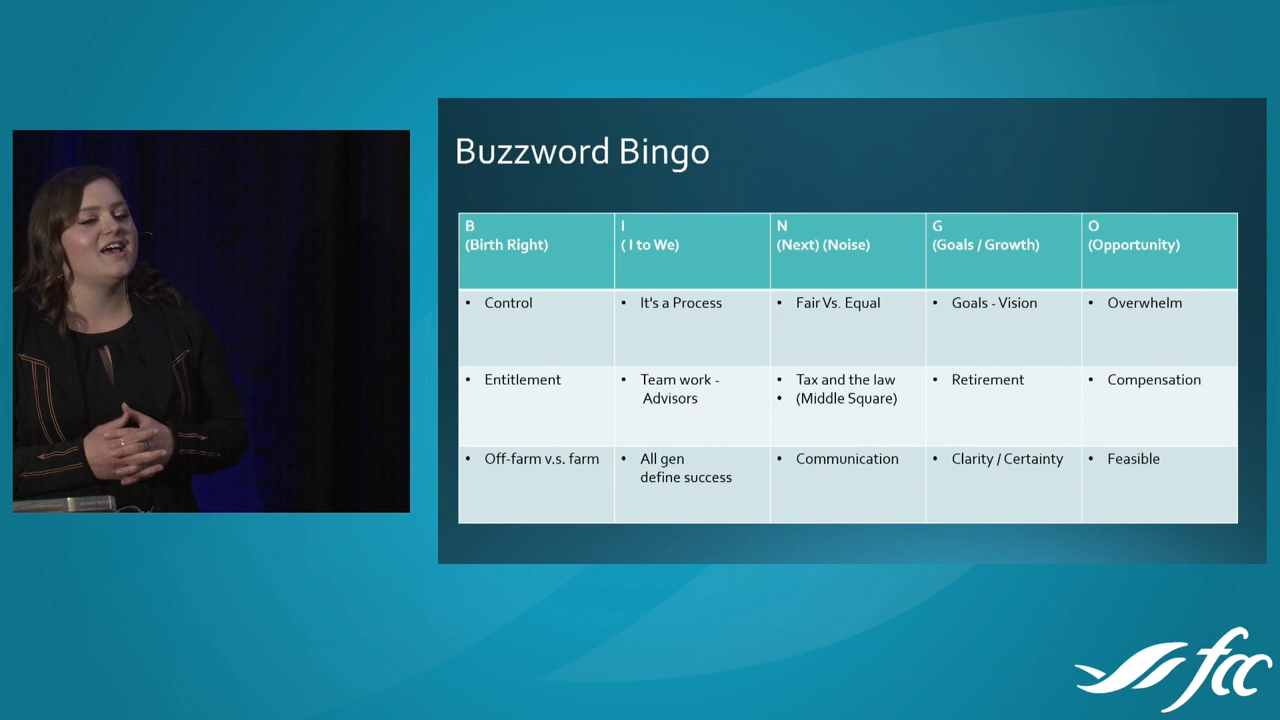 Buzzword Bingo
B
(Birth Right)
I
( I to We)
N
(Next) (Noise)
G
(Goals / Growth)
O
(Opportunity)
• Control
• It's a Process
• Fair Vs. Equal
• Goals - Vision
• Overwhelm
• Entitlement
• Team work -
Advisors
• Tax and the law
• (Middle Square)
• Retirement
• Compensation
• Off-farm v.s. farm
• All gen
define success
• Communication
• Clarity / Certainty
• Feasible
fcc